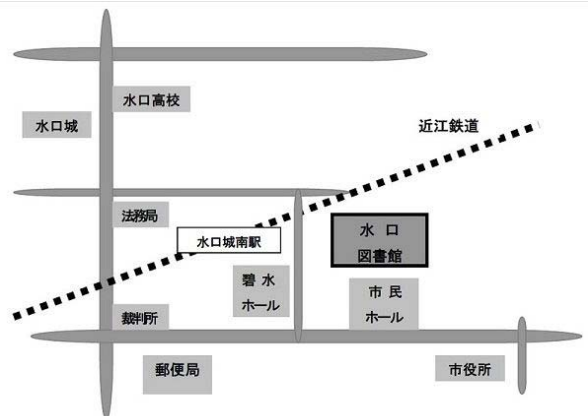 水口高校
水口城
近江鉄道
法務局
水口城南駅
水 口
図書館
碧 水
ホール
市 民
ホール
裁判所
郵便局
市役所